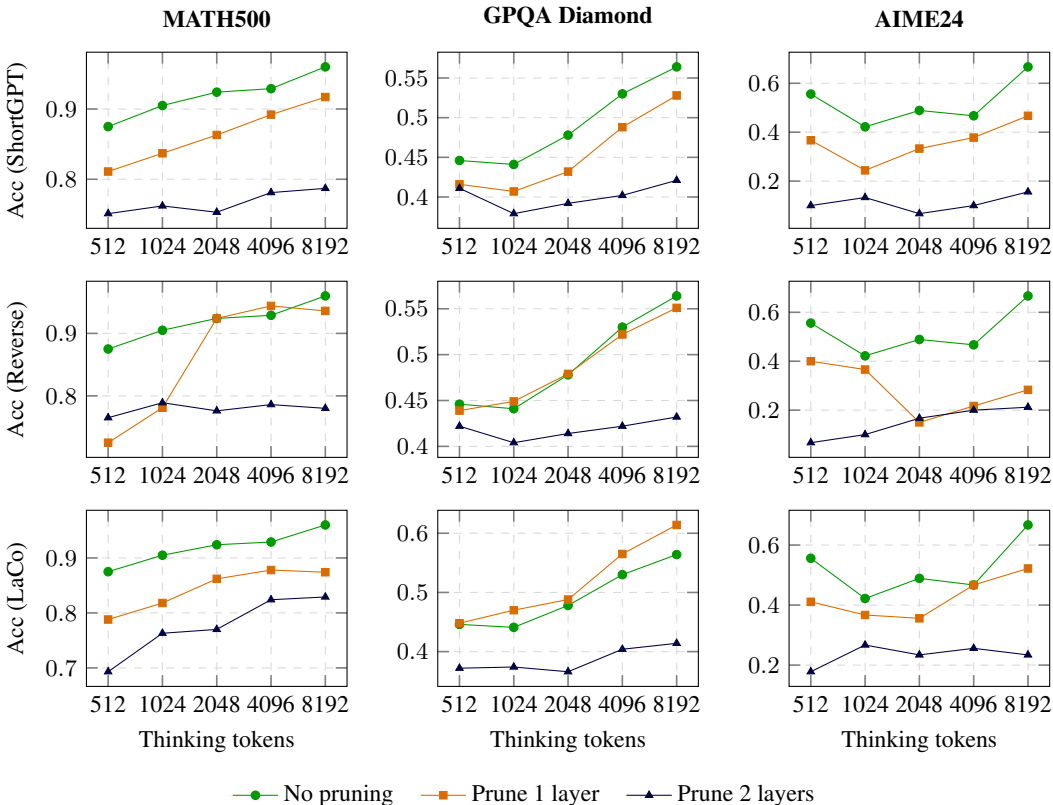 MATH500 GPQA Diamond AIME24
Acc (ShortGPT)
0.9
0.8
512 1024 2048 4096 8192
0.55
0.5
0.45
0.4
512 1024 2048 4096 8192
0.6
0.4
0.2
512 1024 2048 4096 8192
Acc (Reverse)
0.9
0.8
512 1024 2048 4096 8192
0.55
0.5
0.45
0.4
512 1024 2048 4096 8192
0.6
0.4
0.2
512 1024 2048 4096 8192
Acc (LaCo)
0.9
0.8
0.7
512 1024 2048 4096 8192
Thinking tokens
0.6
0.5
0.4
512 1024 2048 4096 8192
Thinking tokens
0.6
0.4
0.2
512 1024 2048 4096 8192
Thinking tokens
No pruning Prune 1 layer Prune 2 layers